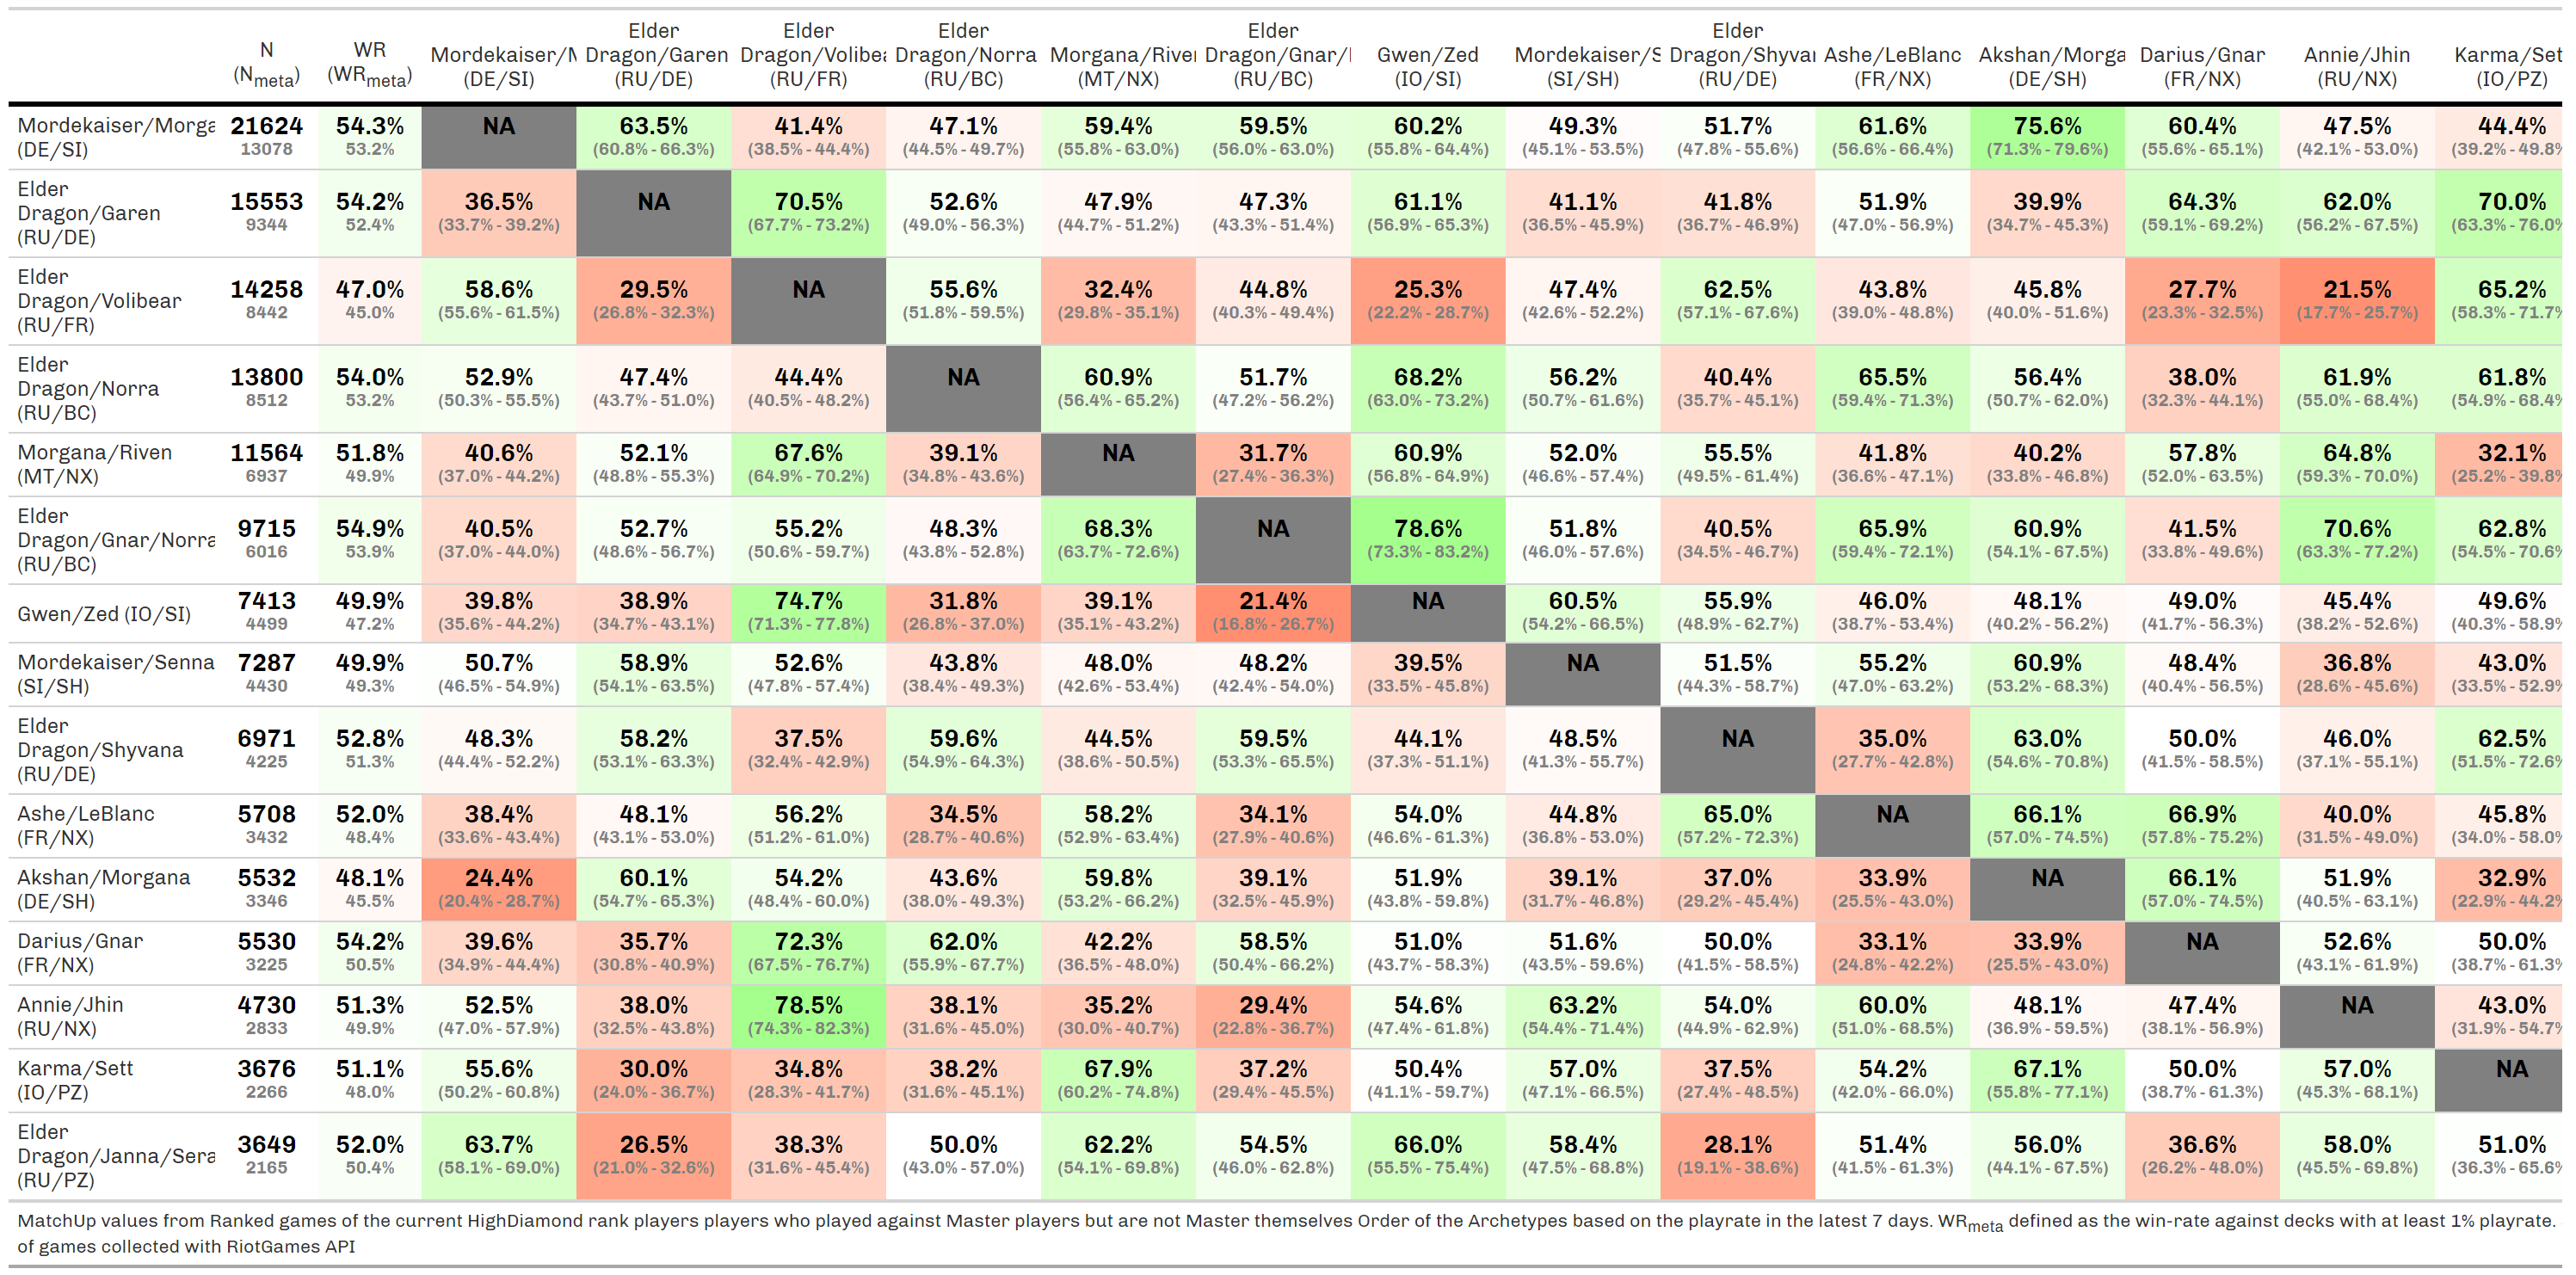 Elder Elder Elder Elder Elder
N WR Mordekaiser/M Dragon/Garen Dragon/Volibea Dragon/Norra Morgana/River Dragon/Gnar/ Gwen/Zed Mordekaiser/S Dragon/Shyva Ashe/LeBlanc Akshan/Morga Darius/Gnar Annie/Jhin Karma/Set
(Nmeta) (WRmeta) (DE/SI) (RU/DE) (RU/FR) (RU/BC) (MT/NX) (RU/BC) (IO/SI) (SI/SH) (RU/DE) (FR/NX) (DE/SH) (FR/NX) (RU/NX) (IO/PZ)
Mordekaiser/Morga 21624 54.3% NA 63.5% 41.4% 47.1% 59.4% 59.5% 60.2% 49.3% 51.7% 61.6% 75.6% 60.4% 47.5% 44.4%
(DE/SI) 13078 53.2% (60.8% - 66.3%) (38.5% - 44.4%) (44.5% - 49.7%) (55.8% - 63.0%) (56.0% - 63.0%) (55.8% - 64.4%) (45.1% - 53.5%) (47.8% - 55.6%) (56.6% - 66.4%) (71.3% - 79.6%) (55.6% - 65.1%) (42.1% - 53.0%) (39.2% - 49.8%
Elder
Dragon/Garen 15553 54.2% 36.5% NA 70.5% 52.6% 47.9% 47.3% 61.1% 41.1% 41.8% 51.9% 39.9% 64.3% 62.0% 70.0%
(RU/DE) 9344 52.4% (33.7% - 39.2%) (67.7% - 73.2%) (49.0% - 56.3%) (44.7% - 51.2%) (43.3% - 51.4%) (56.9% - 65.3%) (36.5% - 45.9%) (36.7% - 46.9%) (47.0% - 56.9%) (34.7% - 45.3%) (59.1% - 69.2%) (56.2% - 67.5%) (63.3% - 76.0%
Elder
Dragon/Volibear 14258 47.0% 58.6% 29.5% NA 55.6% 32.4% 44.8% 25.3% 47.4% 62.5% 43.8% 45.8% 27.7% 21.5% 65.2%
(RU/FR) 8442 45.0% (55.6% - 61.5%) (26.8% - 32.3%) (51.8% - 59.5%) (29.8% - 35.1%) (40.3% - 49.4%) (22.2% - 28.7%) (42.6% - 52.2%) (57.1% - 67.6%) (39.0% - 48.8%) (40.0% - 51.6%) (23.3% - 32.5%) (17.7% - 25.7%) (58.3% - 71.7%
Elder
Dragon/Norra 13800 54.0% 52.9% 47.4% 44.4% NA 60.9% 51.7% 68.2% 56.2% 40.4% 65.5% 56.4% 38.0% 61.9% 61.8%
(RU/BC) 8512 53.2% (50.3% - 55.5%) (43.7% - 51.0%) (40.5% - 48.2%) (56.4% - 65.2%) (47.2% - 56.2%) (63.0% - 73.2%) (50.7% - 61.6%) (35.7% - 45.1%) (59.4% - 71.3%) (50.7% - 62.0%) (32.3% - 44.1%) (55.0% - 68.4%) (54.9% - 68.4%
Morgana/Riven 11564 51.8% 40.6% 52.1% 67.6% 39.1% NA 31.7% 60.9% 52.0% 55.5% 41.8% 40.2% 57.8% 64.8% 32.1%
(MT/NX) 6937 49.9% (37.0% - 44.2%) (48.8% - 55.3%) (64.9% - 70.2%) (34.8% - 43.6%) (27.4% - 36.3%) (56.8% - 64.9%) (46.6% - 57.4%) (49.5% - 61.4%) (36.6% - 47.1%) (33.8% - 46.8%) (52.0% - 63.5%) (59.3% - 70.0%) (25.2% - 39.8%
Elder
Dragon/Gnar/Norra 9715 54.9% 40.5% 52.7% 55.2% 48.3% 68.3% NA 78.6% 51.8% 40.5% 65.9% 60.9% 41.5% 70.6% 62.8%
(RU/BC) 6016 53.9% (37.0% - 44.0%) (48.6% - 56.7%) (50.6% - 59.7%) (43.8% - 52.8%) (63.7% - 72.6%) (73.3% - 83.2%) (46.0% - 57.6%) (34.5% - 46.7%) (59.4% - 72.1%) (54.1% - 67.5%) (33.8% - 49.6%) (63.3% - 77.2%) (54.5% - 70.6%
Gwen/Zed (IO/SI) 7413 49.9% 39.8% 38.9% 74.7% 31.8% 39.1% 21.4% NA 60.5% 55.9% 46.0% 48.1% 49.0% 45.4% 49.6%
4499 47.2% (35.6% - 44.2%) (34.7% - 43.1%) (71.3% - 77.8%) (26.8% - 37.0%) (35.1% - 43.2%) (16.8% - 26.7%) (54.2% - 66.5%) (48.9% - 62.7%) (38.7% - 53.4%) (40.2% - 56.2%) (41.7% - 56.3%) (38.2% - 52.6%) (40.3% - 58.9%
Mordekaiser/Senna 7287 49.9% 50.7% 58.9% 52.6% 43.8% 48.0% 48.2% 39.5% NA 51.5% 55.2% 60.9% 48.4% 36.8% 43.0%
(SI/SH) 4430 49.3% (46.5% - 54.9%) (54.1% - 63.5%) (47.8% - 57.4%) (38.4% - 49.3%) (42.6% - 53.4%) (42.4% - 54.0%) (33.5% - 45.8%) (44.3% - 58.7%) (47.0% - 63.2%) (53.2% - 68.3%) (40.4% - 56.5%) (28.6% - 45.6%) (33.5% - 52.9%
Elder
Dragon/Shyvana 6971 52.8% 48.3% 58.2% 37.5% 59.6% 44.5% 59.5% 44.1% 48.5% NA 35.0% 63.0% 50.0% 46.0% 62.5%
(RU/DE) 4225 51.3% (44.4% - 52.2%) (53.1% - 63.3%) (32.4% - 42.9%) (54.9% - 64.3%) (38.6% - 50.5%) (53.3% - 65.5%) (37.3% - 51.1%) (41.3% - 55.7%) (27.7% - 42.8%) (54.6% - 70.8%) (41.5% - 58.5%) (37.1% - 55.1%) (51.5% - 72.6%
Ashe/LeBlanc 5708 52.0% 38.4% 48.1% 56.2% 34.5% 58.2% 34.1% 54.0% 44.8% 65.0% NA 66.1% 66.9% 40.0% 45.8%
(FR/NX) 3432 48.4% (33.6% - 43.4%) (43.1% - 53.0%) (51.2% - 61.0%) (28.7% - 40.6%) (52.9% - 63.4%) (27.9% - 40.6%) (46.6% - 61.3%) (36.8% - 53.0%) (57.2% - 72.3%) (57.0% - 74.5%) (57.8% - 75.2%) (31.5% - 49.0%) (34.0% - 58.0%
Akshan/Morgana 5532 48.1% 24.4% 60.1% 54.2% 43.6% 59.8% 39.1% 51.9% 39.1% 37.0% 33.9% NA 66.1% 51.9% 32.9%
(DE/SH) 3346 45.5% (20.4% - 28.7%) (54.7% - 65.3%) (48.4% - 60.0%) (38.0% - 49.3%) (53.2% - 66.2%) (32.5% - 45.9%) (43.8% - 59.8%) (31.7% - 46.8%) (29.2% - 45.4%) (25.5% - 43.0%) (57.0% - 74.5%) (40.5% - 63.1%) (22.9% - 44.2%
Darius/Gnar 5530 54.2% 39.6% 35.7% 72.3% 62.0% 42.2% 58.5% 51.0% 51.6% 50.0% 33.1% 33.9% NA 52.6% 50.0%
(FR/NX) 3225 50.5% (34.9% - 44.4%) (30.8% - 40.9%) (67.5% - 76.7%) (55.9% - 67.7%) (36.5% - 48.0%) (50.4% - 66.2%) (43.7% - 58.3%) (43.5% - 59.6%) (41.5% - 58.5%) (24.8% - 42.2%) (25.5% - 43.0%) (43.1% - 61.9%) (38.7% - 61.3%
Annie/Jhin 4730 51.3% 52.5% 38.0% 78.5% 38.1% 35.2% 29.4% 54.6% 63.2% 54.0% 60.0% 48.1% 47.4% NA 43.0%
(RU/NX) 2833 49.9% (47.0% - 57.9%) (32.5% - 43.8%) (74.3% - 82.3%) (31.6% - 45.0%) (30.0% - 40.7%) (22.8% - 36.7%) (47.4% - 61.8%) (54.4% - 71.4%) (44.9% - 62.9%) (51.0% - 68.5%) (36.9% - 59.5%) (38.1% - 56.9%) (31.9% - 54.7%
Karma/Sett 3676 51.1% 55.6% 30.0% 34.8% 38.2% 67.9% 37.2% 50.4% 57.0% 37.5% 54.2% 67.1% 50.0% 57.0% NA
(IO/PZ) 2266 48.0% (50.2% - 60.8%) (24.0% - 36.7%) (28.3% - 41.7%) (31.6% - 45.1%) (60.2% - 74.8%) (29.4% - 45.5%) (41.1% - 59.7%) (47.1% - 66.5%) (27.4% - 48.5%) (42.0% - 66.0%) (55.8% - 77.1%) (38.7% - 61.3%) (45.3% - 68.1%)
Elder
Dragon/Janna/Sera 3649 52.0% 63.7% 26.5% 38.3% 50.0% 62.2% 54.5% 66.0% 58.4% 28.1% 51.4% 56.0% 36.6% 58.0% 51.0%
(RU/PZ) 2165 50.4% (58.1% - 69.0%) (21.0% - 32.6%) (31.6% - 45.4%) (43.0% - 57.0%) (54.1% - 69.8%) (46.0% - 62.8%) (55.5% - 75.4%) (47.5% - 68.8%) (19.1% - 38.6%) (41.5% - 61.3%) (44.1% - 67.5%) (26.2% - 48.0%) (45.5% - 69.8%) (36.3% - 65.6%
MatchUp values from Ranked games of the current HighDiamond rank players players who played against Master players but are not Master themselves Order of the Archetypes based on the playrate in the latest 7 days. WRmeta defined as the win-rate against decks with at least 1% playrate.
of games collected with RiotGames API